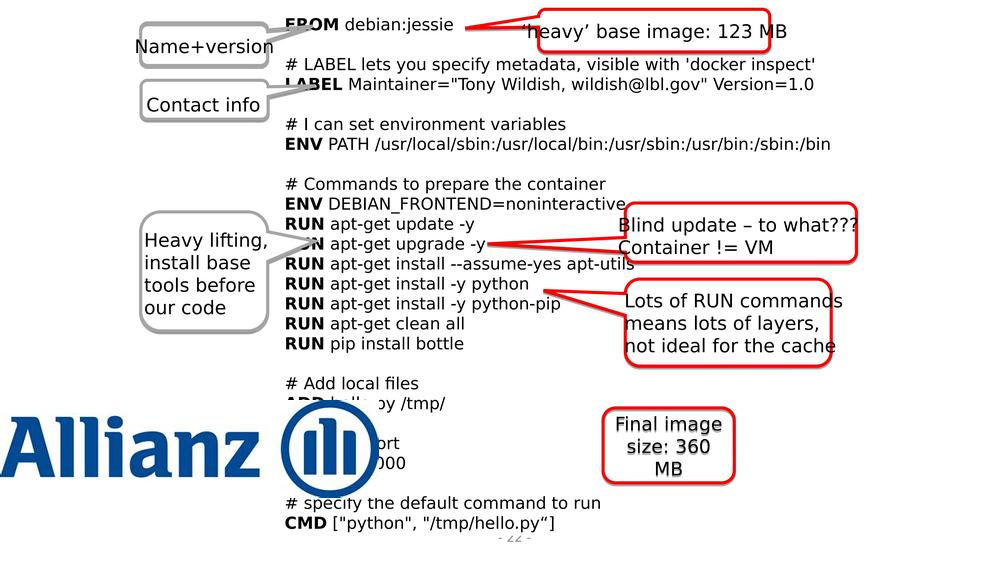 FROM debian:jessie
‘heavy’ base image: 123 MB
Name+version
# LABEL lets you specify metadata, visible with 'docker inspect'
LABEL Maintainer="Tony Wildish, wildish@lbl.gov" Version=1.0
Contact info
# I can set environment variables
ENV PATH /usr/local/sbin:/usr/local/bin:/usr/sbin:/usr/bin:/sbin:/bin
# Commands to prepare the container
ENV DEBIAN_FRONTEND=noninteractive
RUN apt-get update -y
RUN apt-get upgrade -y
RUN apt-get install --assume-yes apt-utils
RUN apt-get install -y python
RUN apt-get install -y python-pip
RUN apt-get clean all
RUN pip install bottle
Heavy lifting,
install base
tools before
our code
Blind update – to what???
Container != VM
Lots of RUN commands
means lots of layers,
not ideal for the cache
# Add local files
ADD hello.py /tmp/
Allianz
Final image
size: 360
MB
# specify the default command to run
CMD ["python", "/tmp/hello.py“]
- 22 -